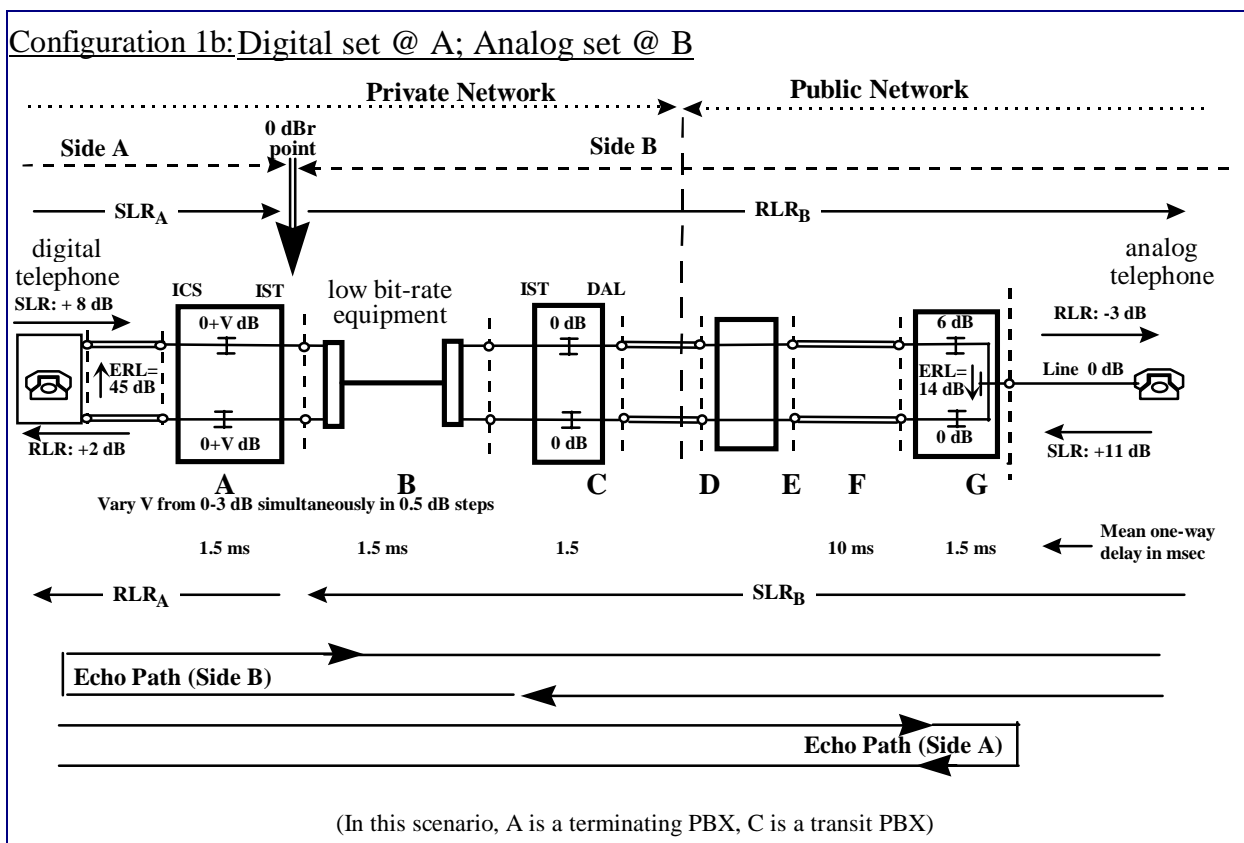 Configuration 1b: Digital set @ A; Analog set @ B
Private Network
Public Network
0 dBr
point
Side A
Side B
SLRA
RLRB
digital
telephone
SLR: + 8 dB
ICS
IST
low bit-rate
equipment
IST
DAL
analog
telephone
0+V dB
0 dB
6 dB
RLR: -3 dB
ERL=
45 dB
ERL=
14 dB
Line 0 dB
RLR: +2 dB
0+V dB
0 dB
0 dB
SLR: +11 dB
A
B
C
D
E
F
G
Vary V from 0-3 dB simultaneously in 0.5 dB steps
1.5 ms
1.5 ms
1.5
10 ms
1.5 ms
Mean one-way
delay in msec
RLRA
SLRB
Echo Path (Side B)
Echo Path (Side A)
(In this scenario, A is a terminating PBX, C is a transit PBX)